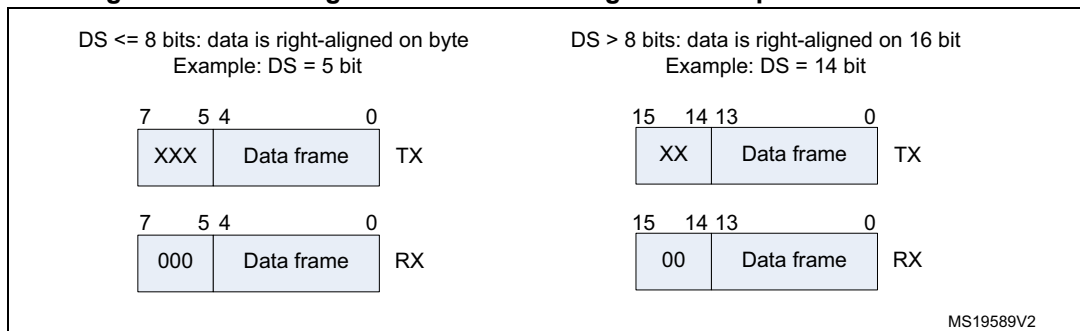 DS <= 8 bits: data is right-aligned on byte
Example: DS = 5 bit
7 5 4 0
XXX Data frame TX
7 5 4 0
000 Data frame RX
DS > 8 bits: data is right-aligned on 16 bit
Example: DS = 14 bit
15 14 13 0
XX Data frame TX
15 14 13 0
00 Data frame RX
MS19589V2